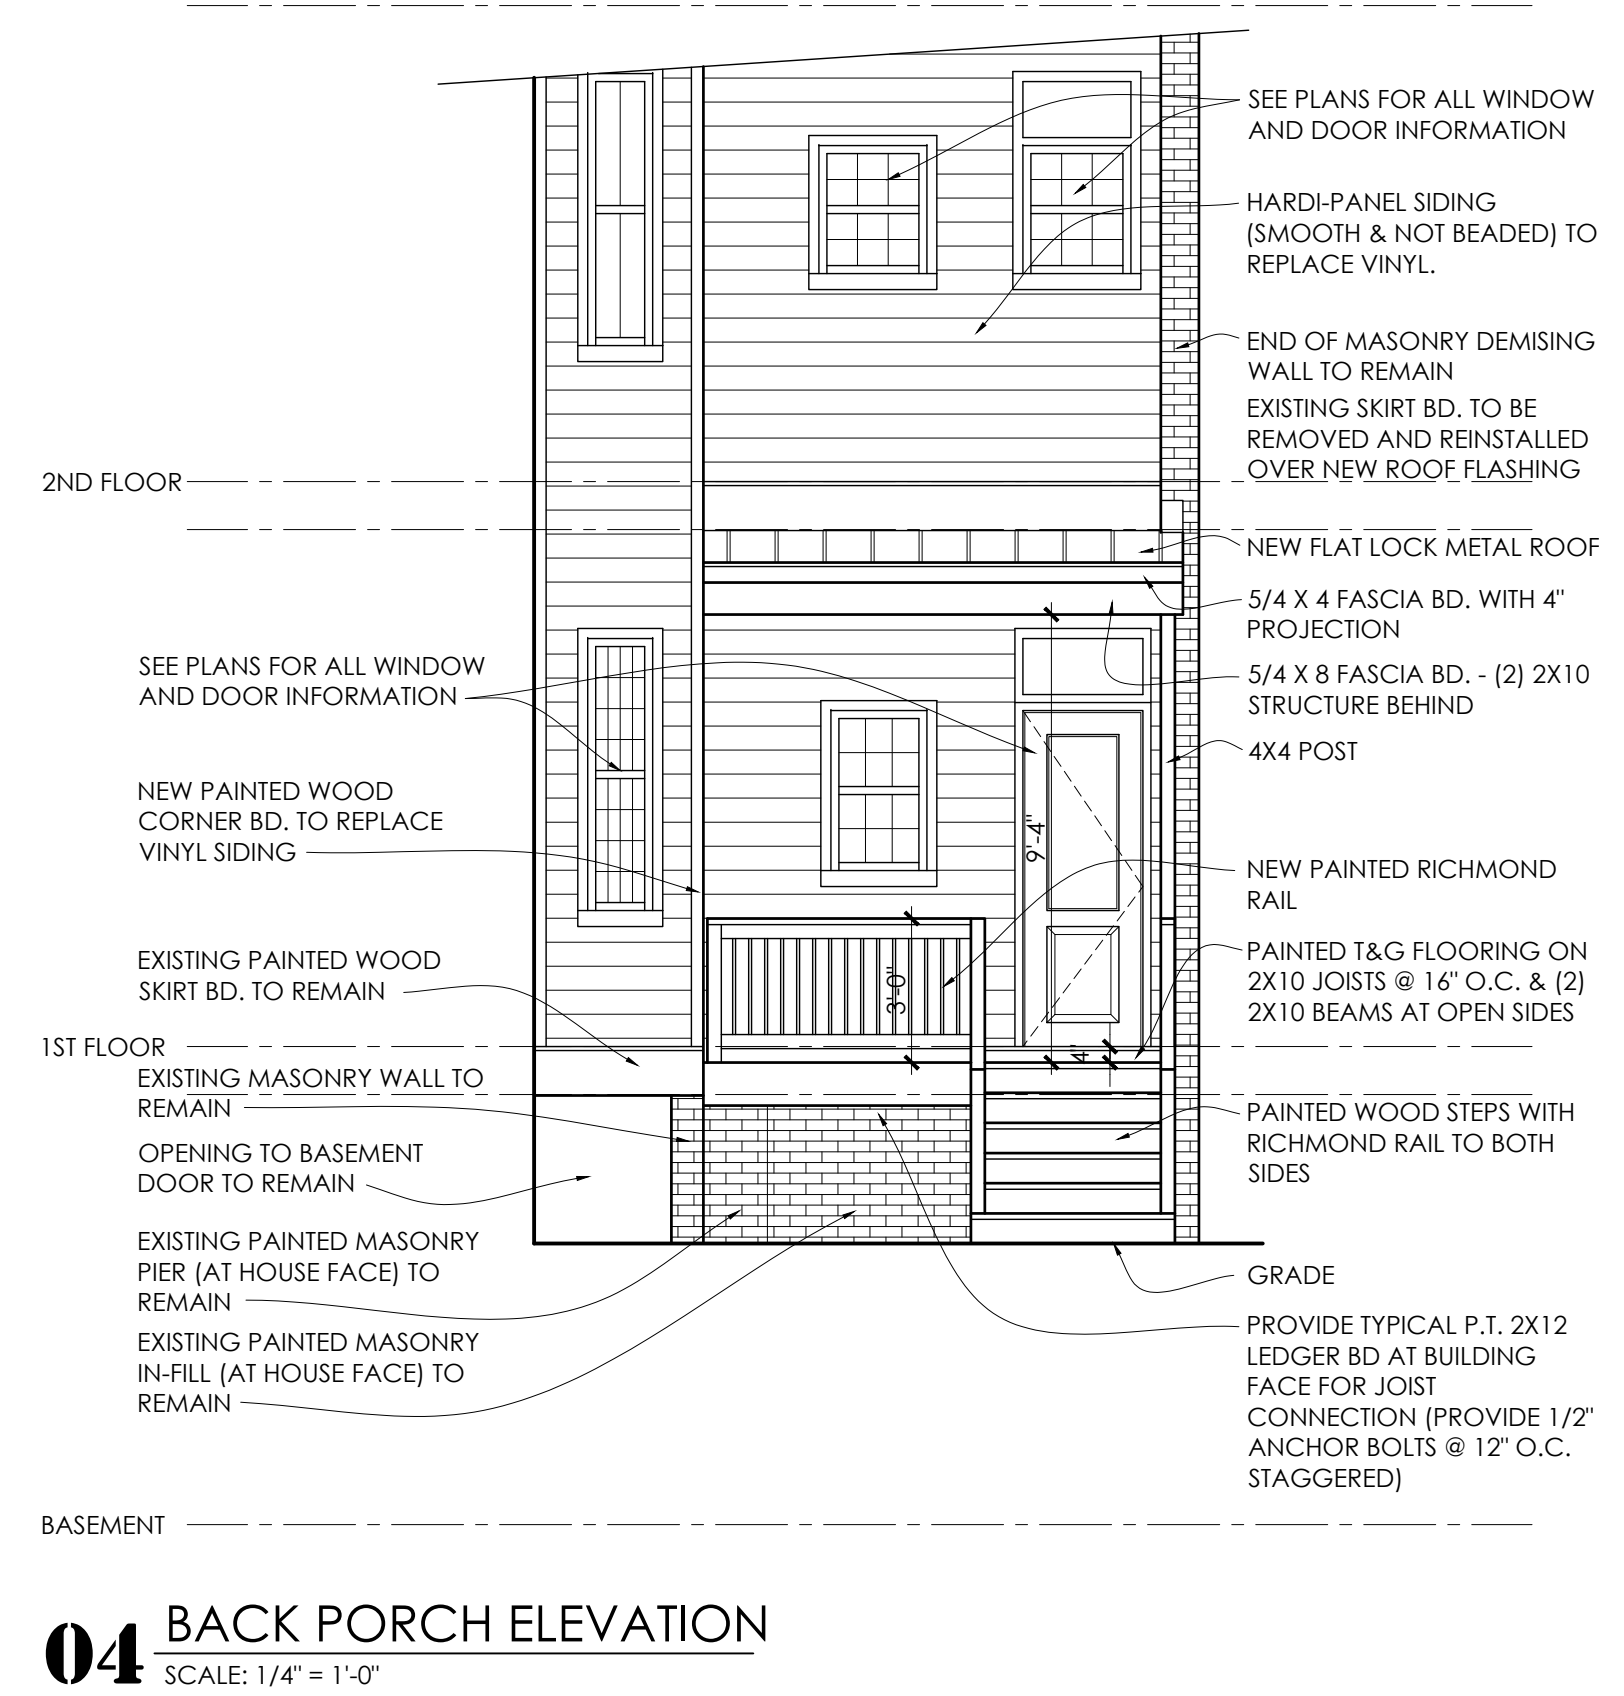 SEE PLANS FOR ALL WINDOW
AND DOOR INFORMATION
HARDI-PANEL SIDING
(SMOOTH & NOT BEADED) TO
REPLACE VINYL.
END OF MASONRY DEMISING
WALL TO REMAIN
EXISTING SKIRT BD. TO BE
REMOVED AND REINSTALLED
OVER NEW ROOF FLASHING
2ND FLOOR
NEW FLAT LOCK METAL ROOF
5/4 X 4 FASCIA BD. WITH 4"
PROJECTION
5/4 X 8 FASCIA BD. - (2) 2X10
STRUCTURE BEHIND
4X4 POST
SEE PLANS FOR ALL WINDOW
AND DOOR INFORMATION
NEW PAINTED WOOD
CORNER BD. TO REPLACE
VINYL SIDING
9'-4"
NEW PAINTED RICHMOND
RAIL
EXISTING PAINTED WOOD
SKIRT BD. TO REMAIN
3'-0"
PAINTED T&G FLOORING ON
2X10 JOISTS @ 16" O.C. & (2)
2X10 BEAMS AT OPEN SIDES
1ST FLOOR
4"
EXISTING MASONRY WALL TO
REMAIN
PAINTED WOOD STEPS WITH
RICHMOND RAIL TO BOTH
SIDES
OPENING TO BASEMENT
DOOR TO REMAIN
EXISTING PAINTED MASONRY
PIER (AT HOUSE FACE) TO
REMAIN
GRADE
EXISTING PAINTED MASONRY
IN-FILL (AT HOUSE FACE) TO
REMAIN
PROVIDE TYPICAL P.T. 2X12
LEDGER BD AT BUILDING
FACE FOR JOIST
CONNECTION (PROVIDE 1/2"
ANCHOR BOLTS @ 12" O.C.
STAGGERED)
BASEMENT
04 BACK PORCH ELEVATION
SCALE: 1/4" = 1'-0"